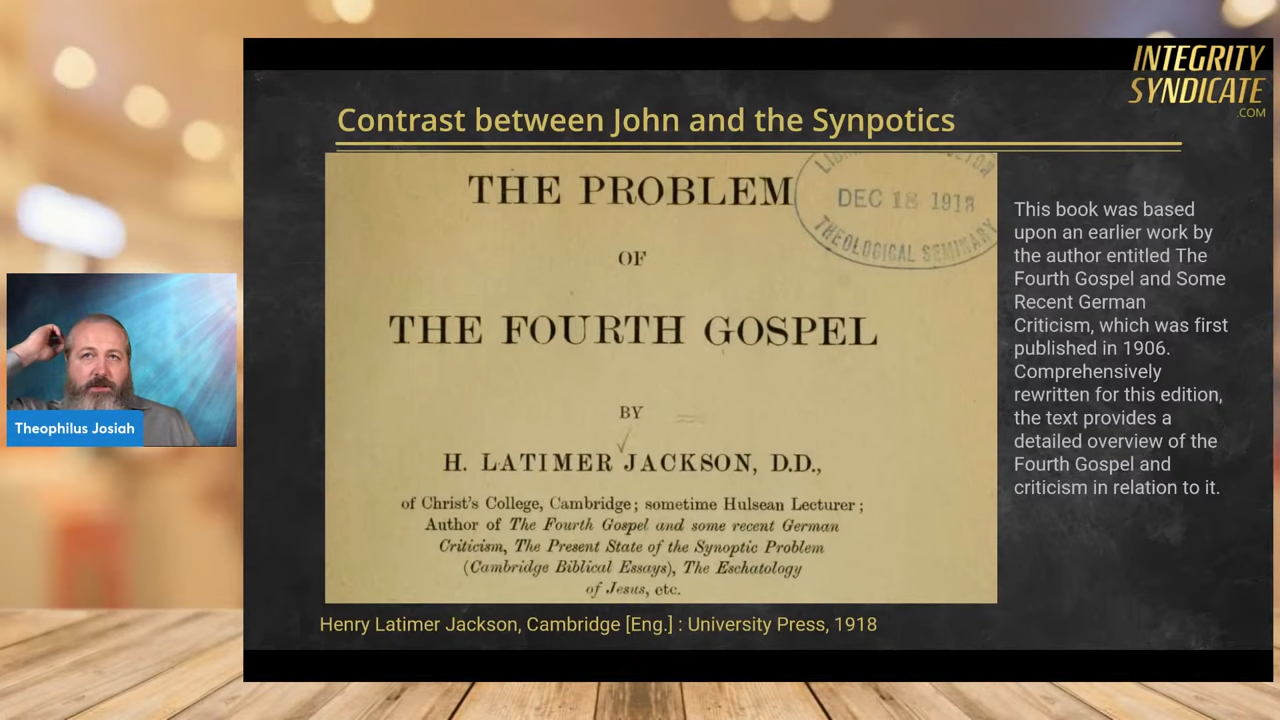 INTEGRITY
SYNDICATE
.COM
Contrast between John and the Synpotics
THE PROBLEM
DEC 18 1918
THEOLOGICAL SEMINARY
OF
THE FOURTH GOSPEL
BY
H. LATIMER JACKSON, D.D.,
of Christ's College, Cambridge; sometime Hulsean Lecturer;
Author of The Fourth Gospel and some recent German
Criticism, The Present State of the Synoptic Problem
(Cambridge Biblical Essays), The Eschatology
of Jesus, etc.
Henry Latimer Jackson, Cambridge [Eng.] : University Press, 1918
This book was based
upon an earlier work by
the author entitled The
Fourth Gospel and Some
Recent German
Criticism, which was first
published in 1906.
Comprehensively
rewritten for this edition,
the text provides a
detailed overview of the
Fourth Gospel and
criticism in relation to it.
Theophilus Josiah